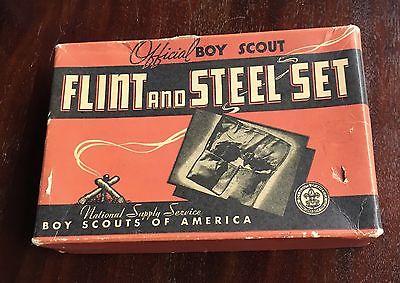 Official BOY SCOUT
FLINT AND STEEL SET
National Supply Service
BOY SCOUTS OF AMERICA